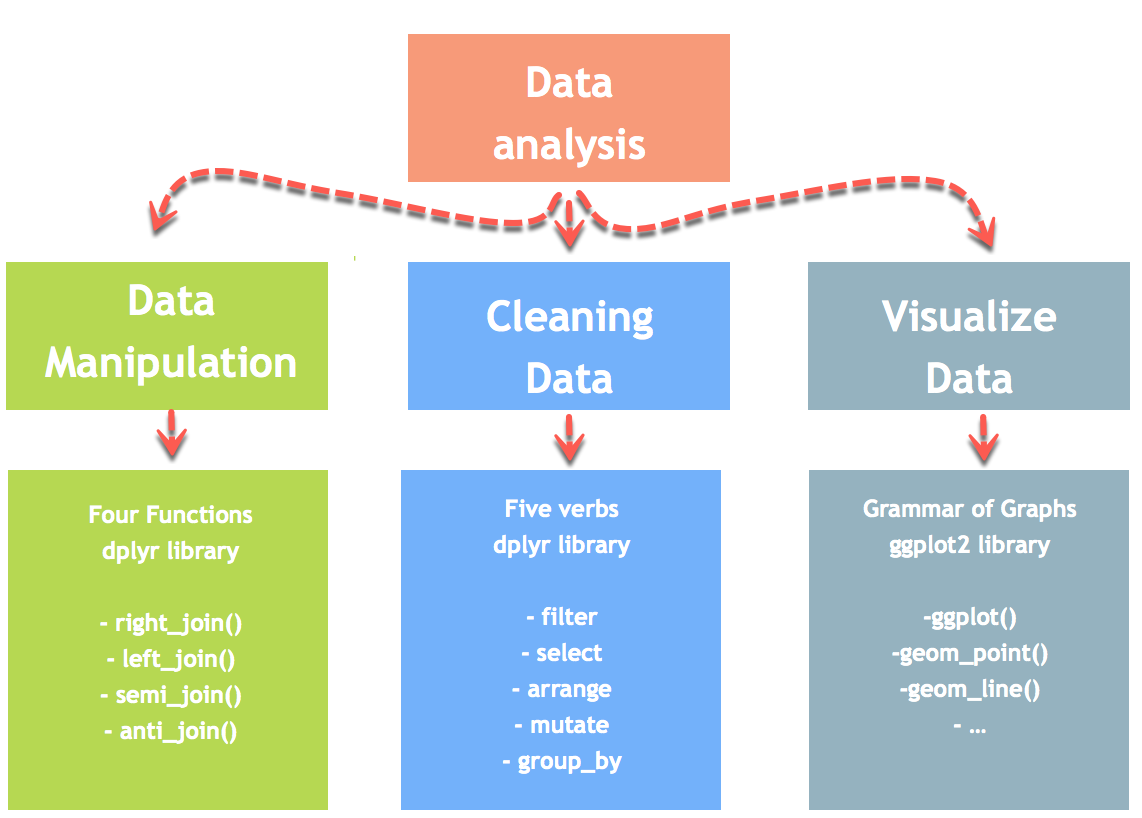 Data
analysis
Data
Manipulation
Cleaning
Data
Visualize
Data
Four Functions
dplyr library
- right_join()
- left_join()
- semi_join()
- anti_join()
Five verbs
dplyr library
- filter
- select
- arrange
- mutate
- group_by
Grammar of Graphs
ggplot2 library
-ggplot()
-geom_point()
-geom_line()
- ...